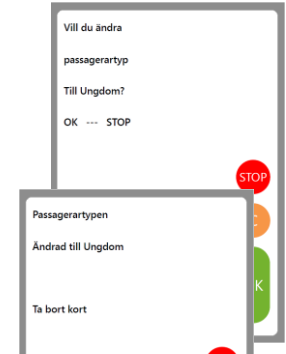 Vill du ändra
passagerartyp
Till Ungdom?
OK --- STOP
STOP
C
K
Passagerartypen
Ändrad till Ungdom
Ta bort kort